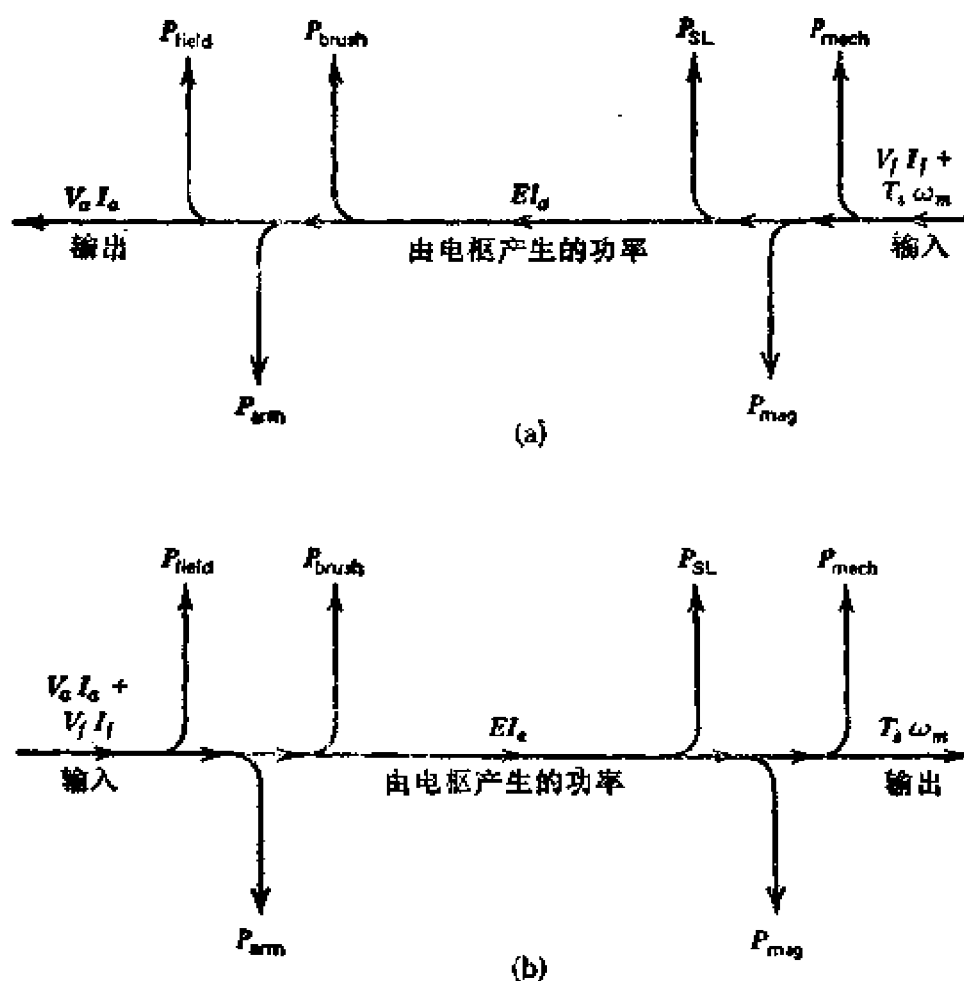 P_field P_brush P_SL P_mech
V_f I_f +
V_a I_a EI_a T_s ω_m
输出 由电枢产生的功率 输入
P_arm P_mag
(a)
P_field P_brush P_SL P_mech
V_a I_a +
V_f I_f EI_a T_s ω_m
输入 由电枢产生的功率 输出
P_arm P_mag
(b)